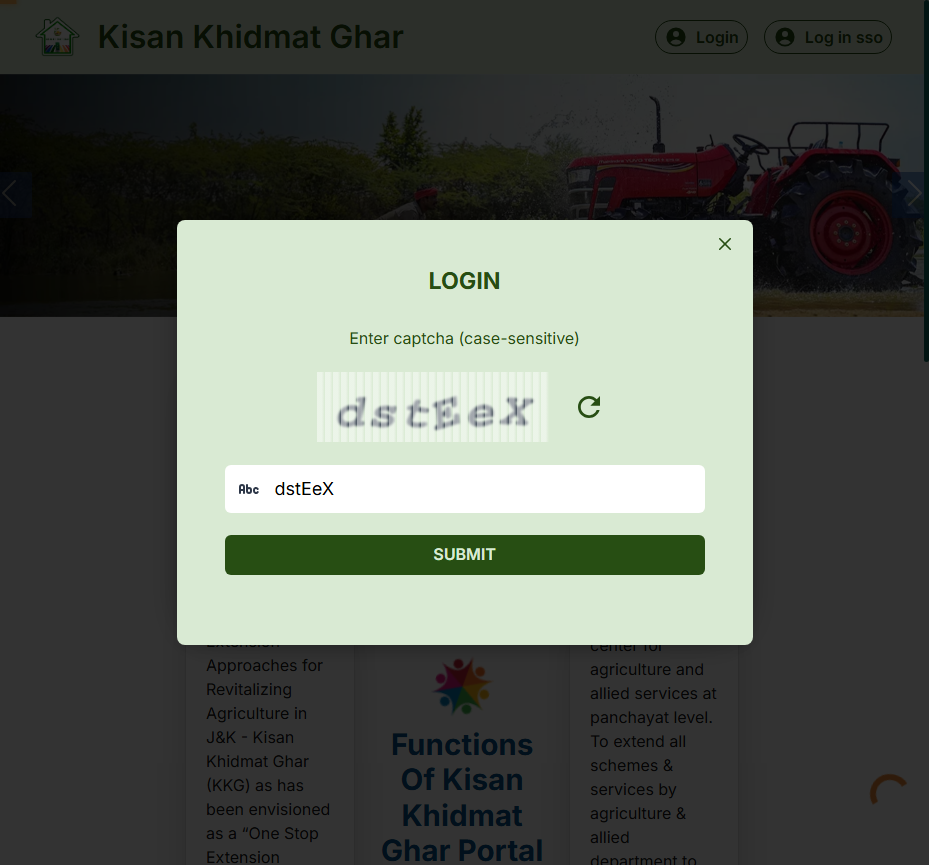 Kisan Khidmat Ghar
Login
Log in sso
LOGIN
Enter captcha (case-sensitive)
dstEeX
Abc dstEeX
SUBMIT
Extension
Approaches for
Revitalizing
Agriculture in
J&K - Kisan
Khidmat Ghar
(KKG) as has
been envisioned
as a “One Stop
Extension
Functions
Of Kisan
Khidmat
Ghar Portal
center for
agriculture and
allied services at
panchayat level.
To extend all
schemes &
services by
agriculture &
allied
department to